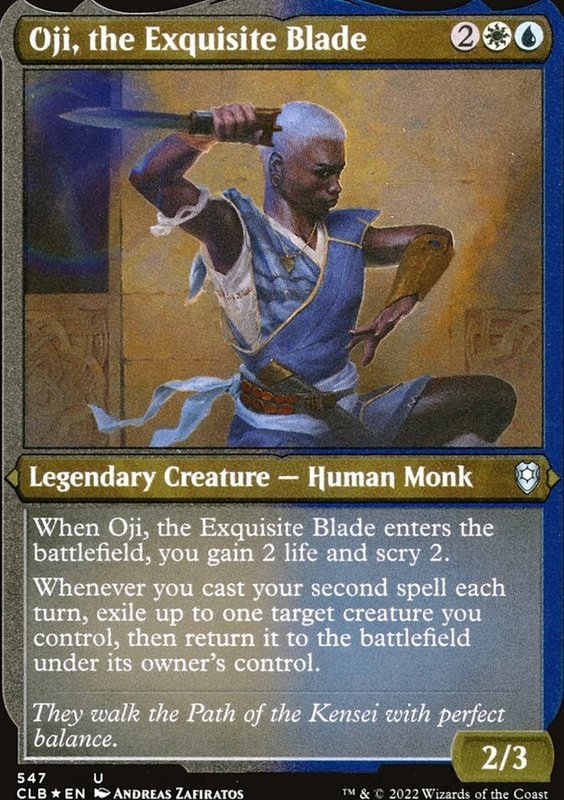 Oji, the Exquisite Blade 2
Legendary Creature — Human Monk
When Oji, the Exquisite Blade enters the
battlefield, you gain 2 life and scry 2.
Whenever you cast your second spell each
turn, exile up to one target creature you
control, then return it to the battlefield
under its owner's control.
They walk the Path of the Kensei with perfect
balance.
2/3
547 U
CLB★EN ANDREAS ZAFIRATOS ™ & © 2022 Wizards of the Coast